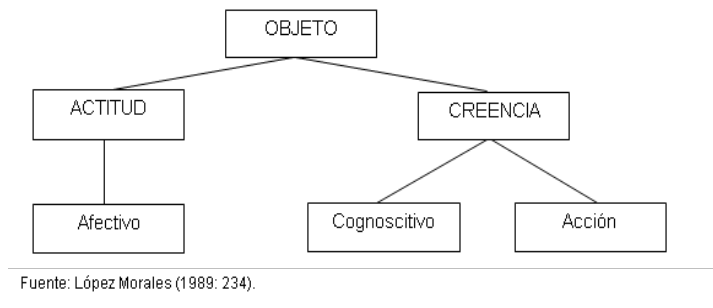 OBJETO
ACTITUD
CREENCIA
Afectivo
Cognoscitivo
Acción
Fuente: López Morales (1989: 234).